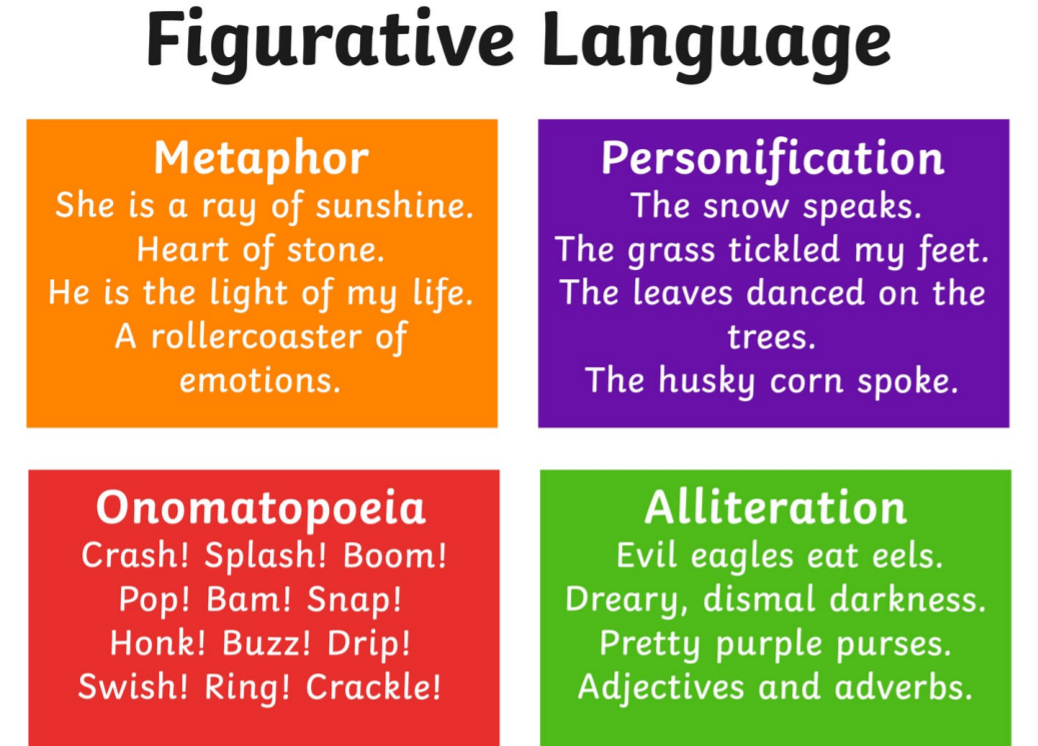 Figurative Language
Metaphor
She is a ray of sunshine.
Heart of stone.
He is the light of my life.
A rollercoaster of
emotions.
Personification
The snow speaks.
The grass tickled my feet.
The leaves danced on the
trees.
The husky corn spoke.
Onomatopoeia
Crash! Splash! Boom!
Pop! Bam! Snap!
Honk! Buzz! Drip!
Swish! Ring! Crackle!
Alliteration
Evil eagles eat eels.
Dreary, dismal darkness.
Pretty purple purses.
Adjectives and adverbs.